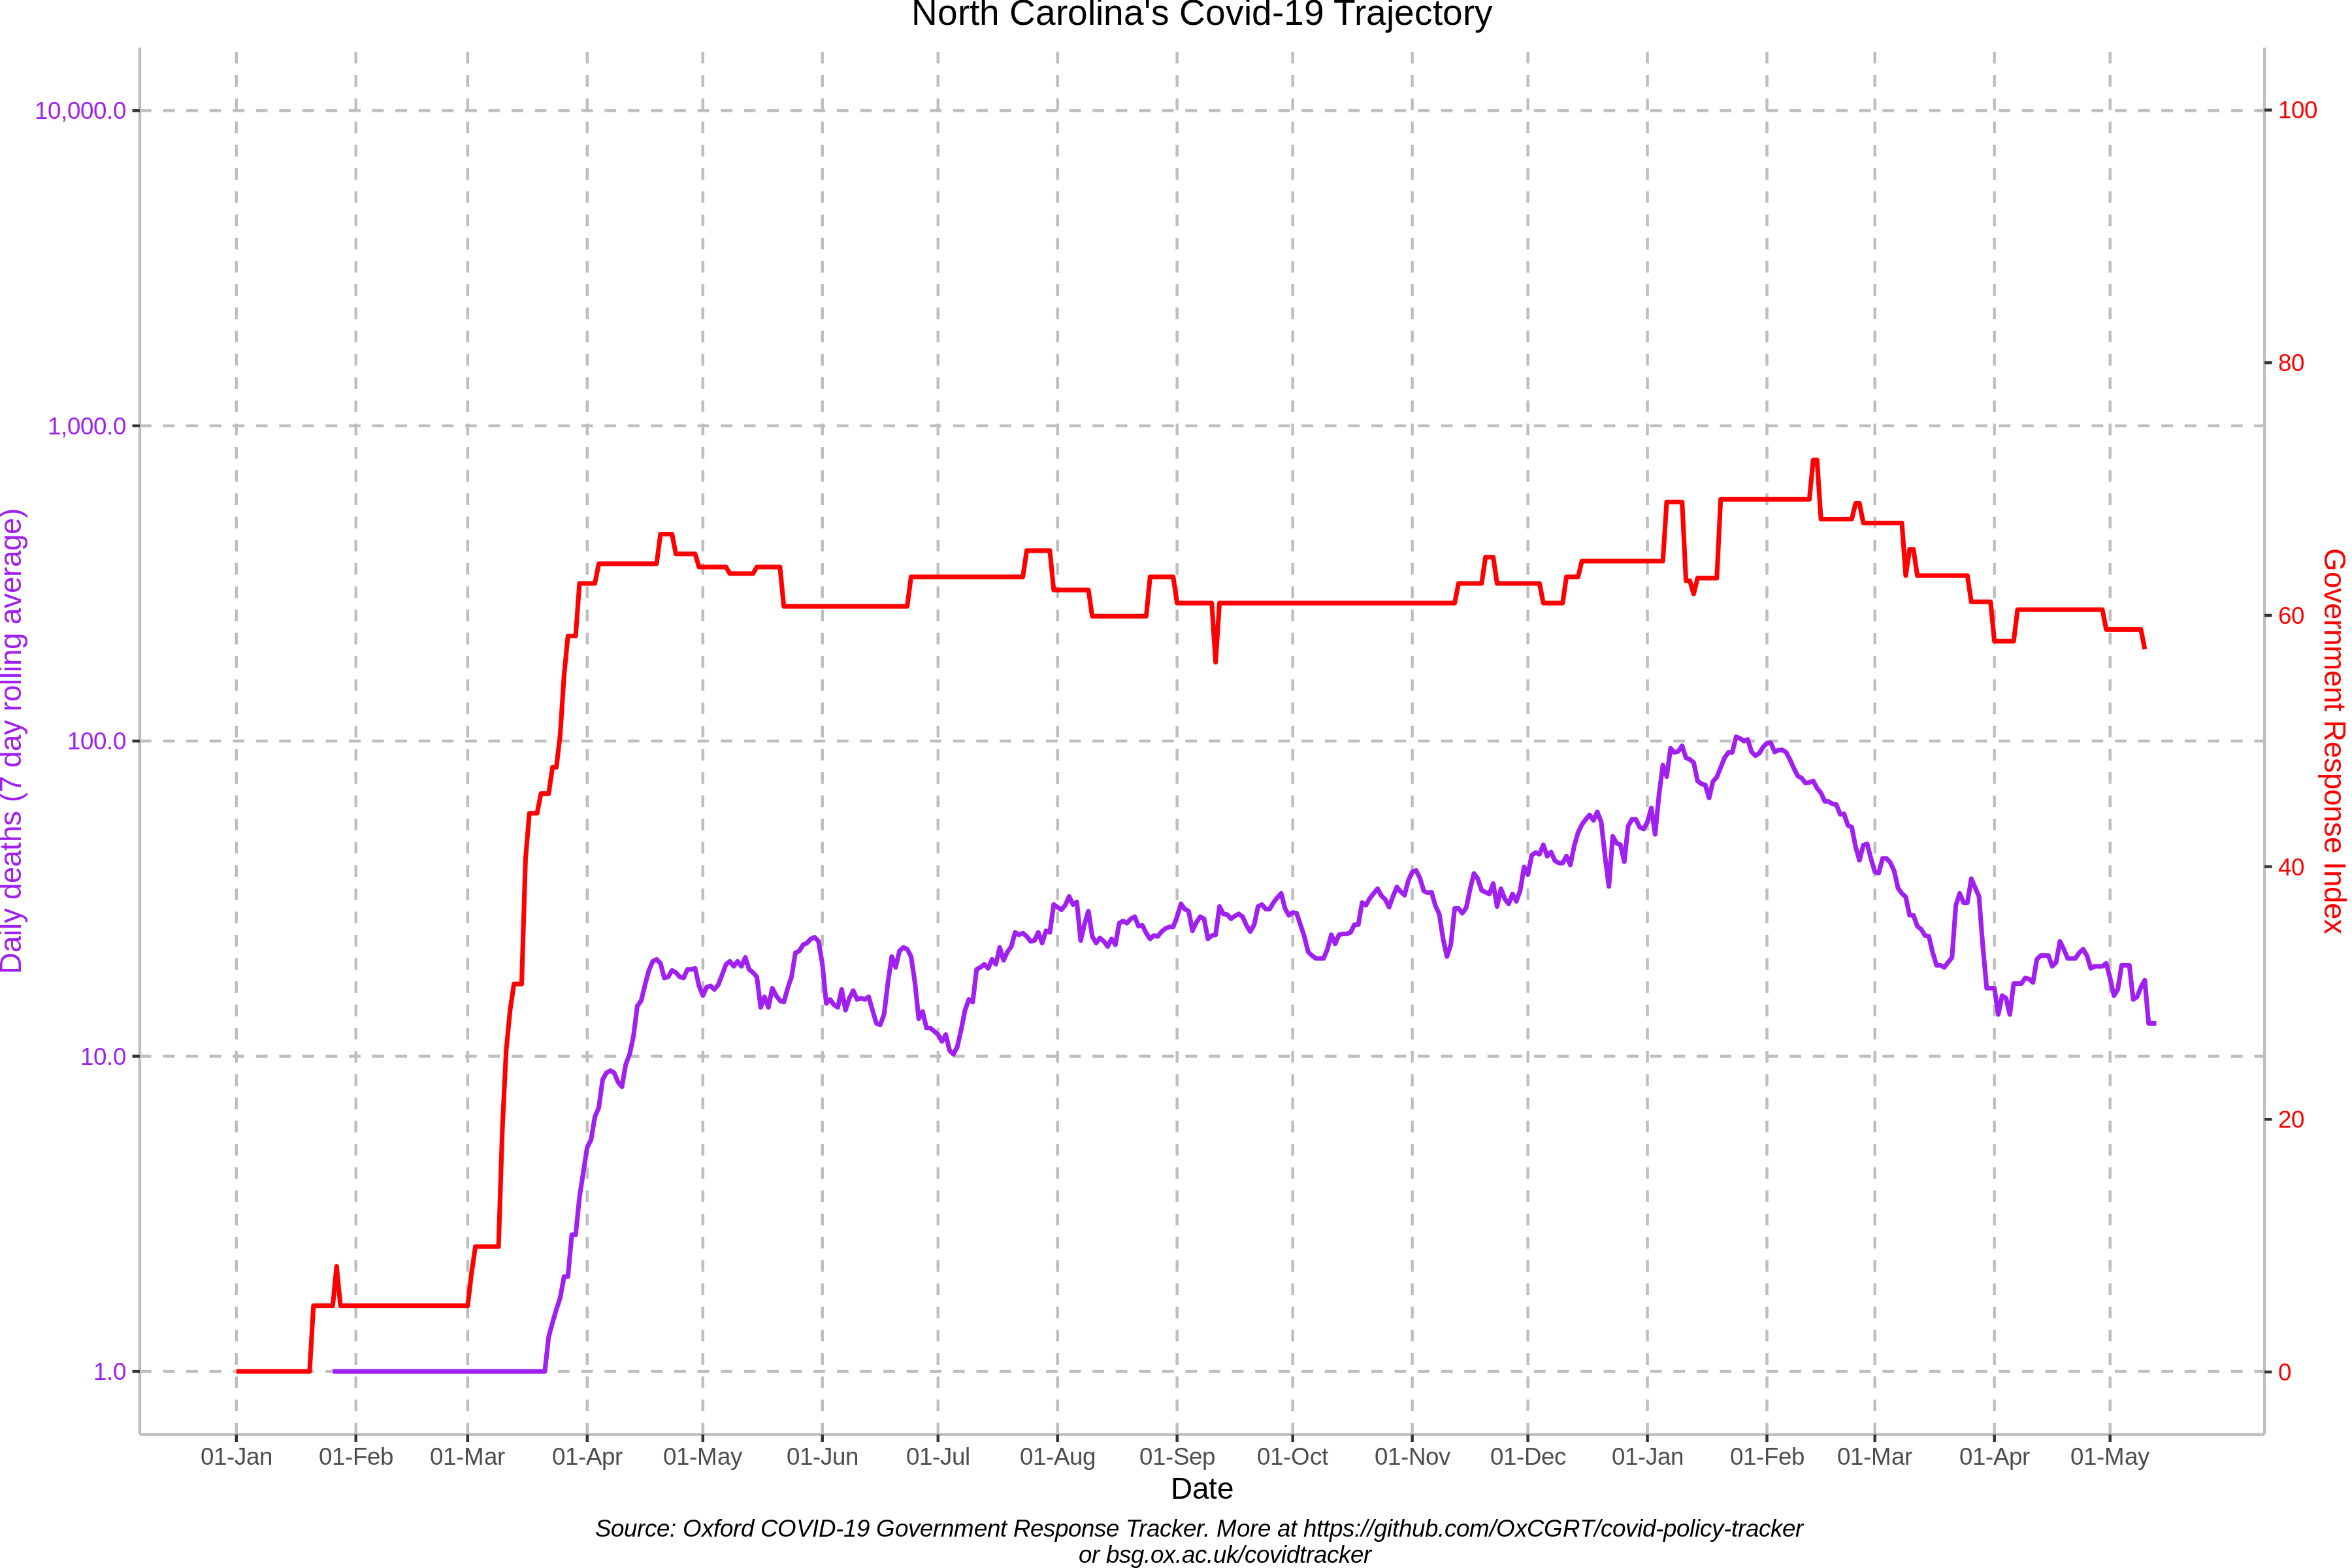 North Carolina's Covid-19 Trajectory
10,000.0
1,000.0
100.0
10.0
1.0
Daily deaths (7 day rolling average)
100
80
60
40
20
0
Government Response Index
01-Jan 01-Feb 01-Mar 01-Apr 01-May 01-Jun 01-Jul 01-Aug 01-Sep 01-Oct 01-Nov 01-Dec 01-Jan 01-Feb 01-Mar 01-Apr 01-May
Date
Source: Oxford COVID-19 Government Response Tracker. More at https://github.com/OxCGRT/covid-policy-tracker
or bsg.ox.ac.uk/covidtracker